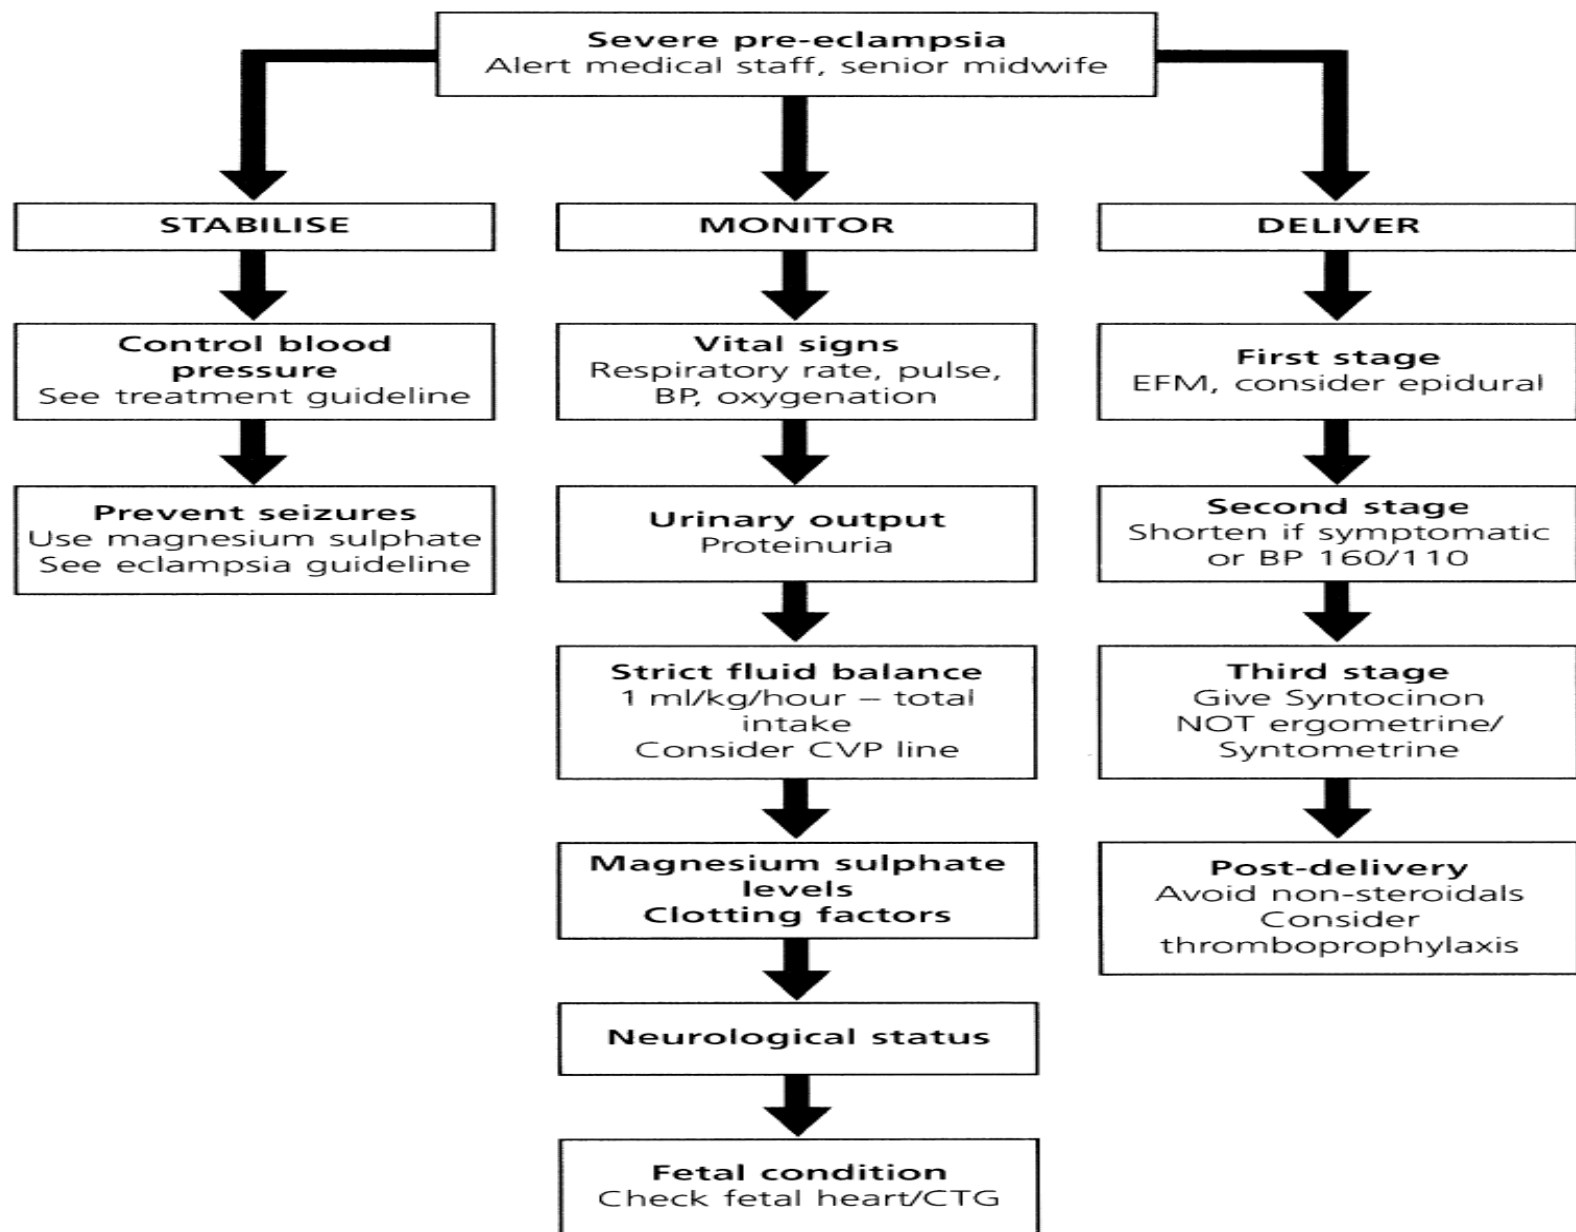 Severe pre-eclampsia
Alert medical staff, senior midwife
STABILISE
Control blood
pressure
See treatment guideline
Prevent seizures
Use magnesium sulphate
See eclampsia guideline
MONITOR
Vital signs
Respiratory rate, pulse,
BP, oxygenation
Urinary output
Proteinuria
Strict fluid balance
1 ml/kg/hour – total
intake
Consider CVP line
Magnesium sulphate
levels
Clotting factors
Neurological status
Fetal condition
Check fetal heart/CTG
DELIVER
First stage
EFM, consider epidural
Second stage
Shorten if symptomatic
or BP 160/110
Third stage
Give Syntocinon
NOT ergometrine/
Syntometrine
Post-delivery
Avoid non-steroidals
Consider
thromboprophylaxis